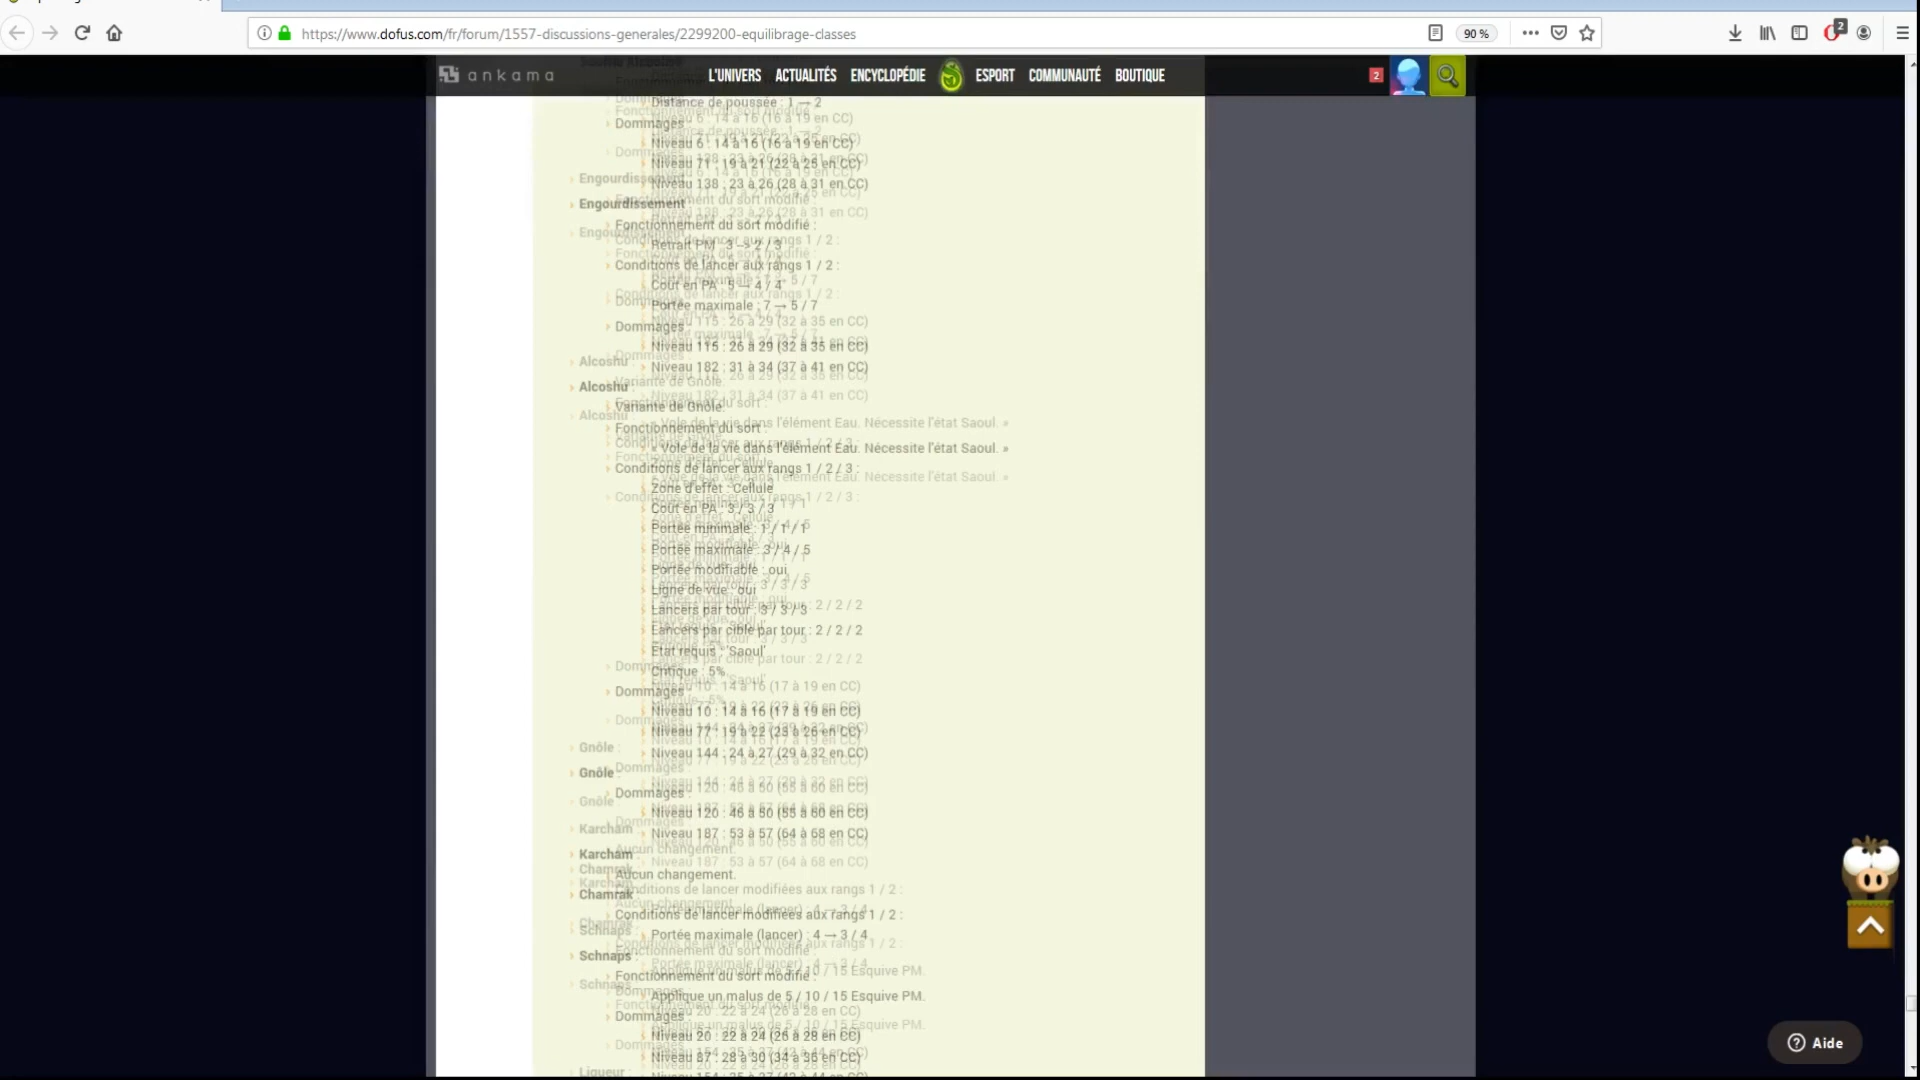 https://www.dofus.com/fr/forum/1557-discussions-generales/2299200-equilibrage-classes
90 %
2
ankama
L'UNIVERS ACTUALITÉS ENCYCLOPÉDIE ESPORT COMMUNAUTÉ BOUTIQUE
2
Distance de poussée : 1 → 2
Dommages
Niveau 6 : 14 à 16 (16 à 19 en CC)
Niveau 71 : 19 à 21 (22 à 25 en CC)
Niveau 138 : 23 à 26 (28 à 31 en CC)
Engourdissement
Fonctionnement du sort modifié :
Retrait PM : 3 --> 2 / 3
Conditions de lancer aux rangs 1 / 2 :
Coût en PA : 5 → 4 / 4
Portée maximale : 7 → 5 / 7
Dommages :
Niveau 115 : 26 à 29 (32 à 35 en CC)
Niveau 182 : 31 à 34 (37 à 41 en CC)
Alcoshu :
Variante de Gnôle.
Fonctionnement du sort :
« Vole de la vie dans l'élément Eau. Nécessite l'état Saoul. »
Conditions de lancer aux rangs 1 / 2 / 3 :
Zone d'effet : Cellule
Coût en PA : 3 / 3 / 3
Portée minimale : 1 / 1 / 1
Portée maximale : 3 / 4 / 5
Portée modifiable : oui
Ligne de vue : oui
Lancers par tour : 3 / 3 / 3
Lancers par cible par tour : 2 / 2 / 2
Etat requis : 'Saoul'
Critique : 5%
Dommages
Niveau 10 : 14 à 16 (17 à 19 en CC)
Niveau 77 : 19 à 22 (23 à 26 en CC)
Niveau 144 : 24 à 27 (29 à 32 en CC)
Gnôle :
Dommages :
Niveau 120 : 46 à 50 (55 à 60 en CC)
Niveau 187 : 53 à 57 (64 à 68 en CC)
Karcham
Aucun changement.
Chamrak
Conditions de lancer modifiées aux rangs 1 / 2 :
Portée maximale (lancer) : 4 → 3 / 4
Schnaps :
Fonctionnement du sort modifié :
Applique un malus de 5 / 10 / 15 Esquive PM.
Dommages
Niveau 20 : 22 à 24 (26 à 28 en CC)
Niveau 87 : 28 à 30 (34 à 36 en CC)
Liqueur :
Aide